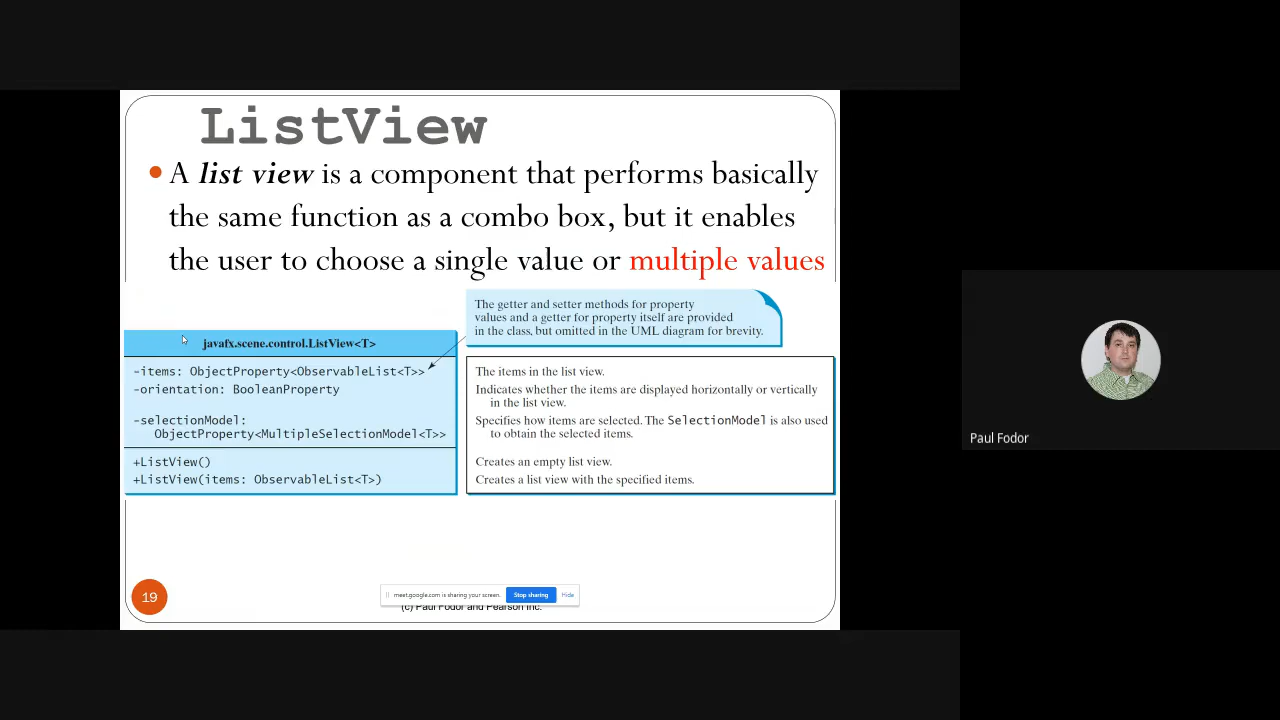 ListView
A list view is a component that performs basically
the same function as a combo box, but it enables
the user to choose a single value or multiple values
The getter and setter methods for property
values and a getter for property itself are provided
in the class, but omitted in the UML diagram for brevity.
javafx.scene.control.ListView<T>
-items: ObjectProperty<ObservableList<T>>
-orientation: BooleanProperty
-selectionModel:
ObjectProperty<MultipleSelectionModel<T>>
+ListView()
+ListView(items: ObservableList<T>)
The items in the list view.
Indicates whether the items are displayed horizontally or vertically
in the list view.
Specifies how items are selected. The SelectionModel is also used
to obtain the selected items.
Creates an empty list view.
Creates a list view with the specified items.
19
meet.google.com is sharing your screen.
Stop sharing
Hide
(c) Paul Fodor and Pearson Inc.
Paul Fodor